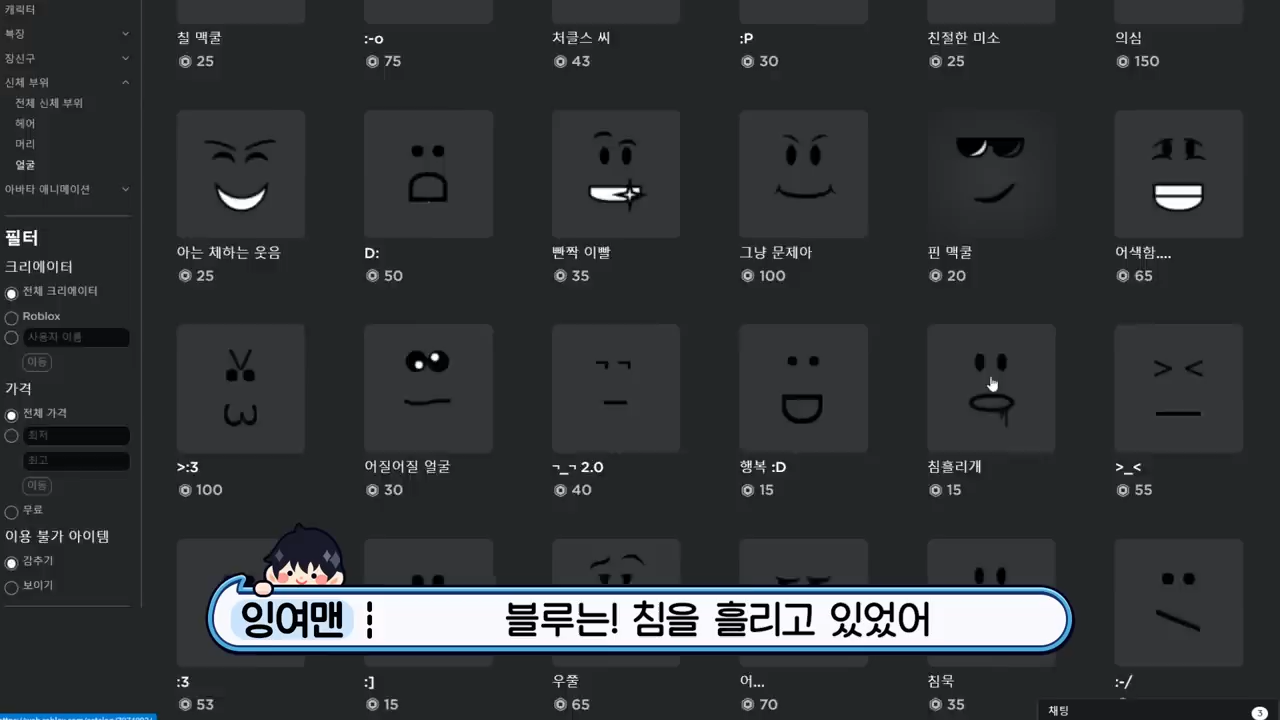 캐릭터
복장
장신구
신체 부위
전체 신체 부위
헤어
머리
얼굴
아바타 애니메이션
필터
크리에이터
전체 크리에이터
Roblox
사용자 이름
이동
가격
전체 가격
최저
최고
이동
무료
이용 불가 아이템
감추기
보이기
칠 맥쿨
25
:-o
75
처클스 씨
43
:P
30
친절한 미소
25
의심
150
아는 체하는 웃음
25
D:
50
빤짝 이빨
35
그냥 문제아
100
핀 맥쿨
20
어색함....
65
>:3
100
어질어질 얼굴
30
¬_¬ 2.0
40
행복 :D
15
침흘리개
15
>_<
55
잉여맨 : 블루는! 침을 흘리고 있었어
:3
53
:]
15
우쭐
65
어...
70
침묵
35
:-/
채팅
3